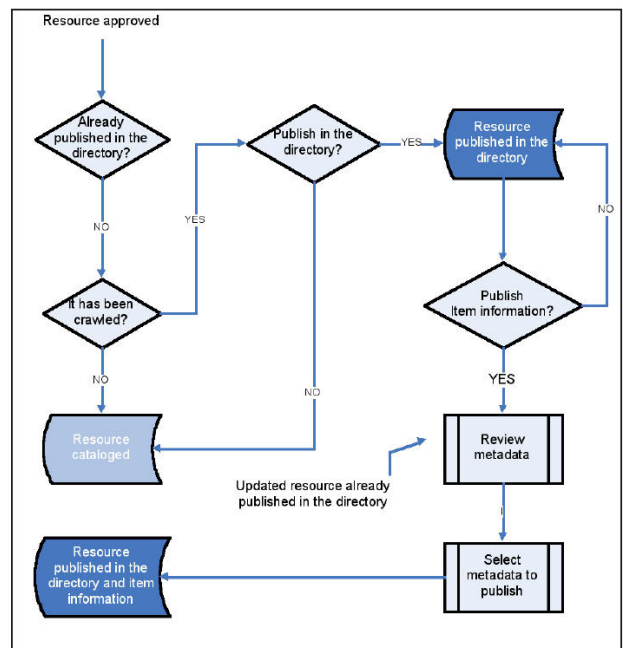 Resource approved
Already
published in the
directory?
Publish in the
directory?
YES
Resource
published in the
directory
NO
YES
NO
It has been
crawled?
Publish
Item information?
NO
NO
YES
Resource
cataloged
Review
metadata
Updated resource already
published in the directory
Resource
published in the
directory and item
information
Select
metadata to
publish